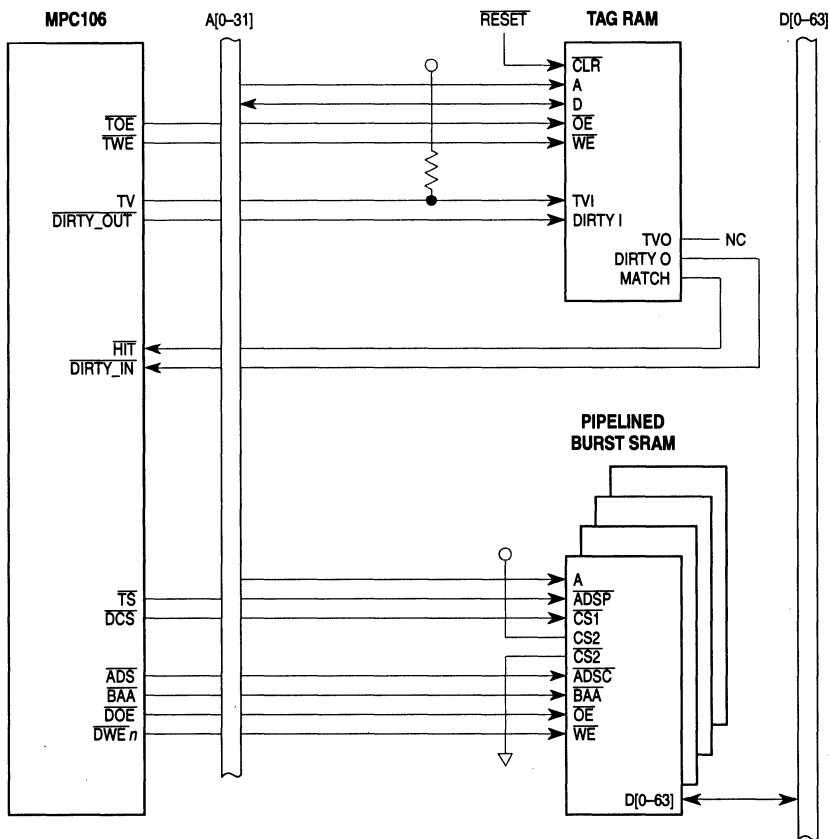 MPC106
A[0–31]
RESET
TAG RAM
D[0–63]
CLR
A
D
TOE
OE
TWE
WE
TV
TVI
DIRTY_OUT
DIRTY I
TVO
NC
DIRTY O
MATCH
HIT
DIRTY_IN
PIPELINED
BURST SRAM
A
TS
ADSP
DCS
CS1
CS2
CS2
ADS
ADSC
BAA
BAA
DOE
OE
DWEn
WE
D[0–63]